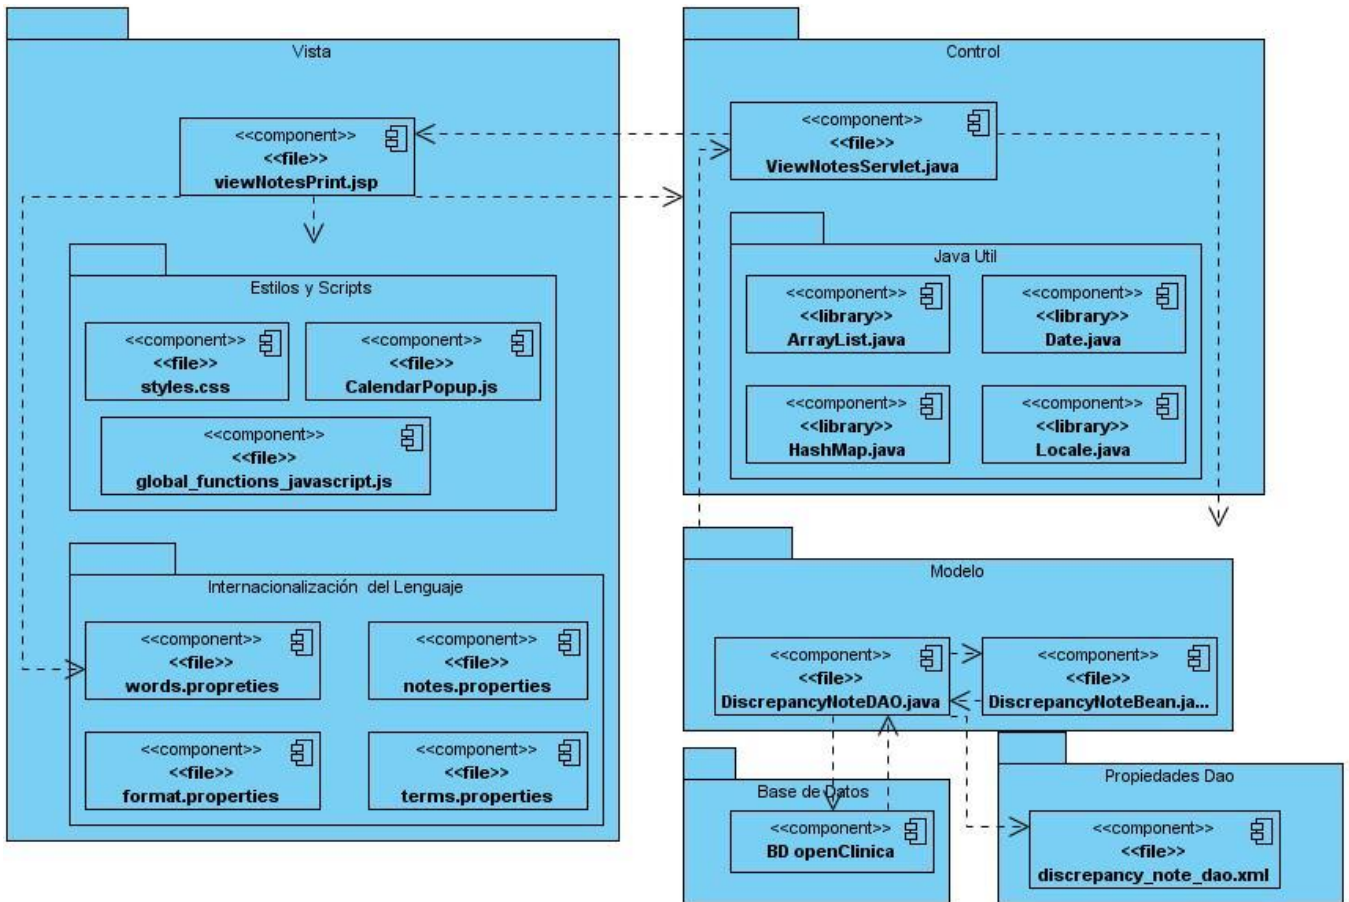 Vista
<<component>>
<<file>>
viewNotesPrint.jsp
Estilos y Scripts
<<component>>
<<file>>
styles.css
<<component>>
<<file>>
CalendarPopup.js
<<component>>
<<file>>
global_functions_javascript.js
Internacionalización del Lenguaje
<<component>>
<<file>>
words.propreties
<<component>>
<<file>>
notes.properties
<<component>>
<<file>>
format.properties
<<component>>
<<file>>
terms.properties
Control
<<component>>
<<file>>
ViewNotesServlet.java
Java Util
<<component>>
<<library>>
ArrayList.java
<<component>>
<<library>>
Date.java
<<component>>
<<library>>
HashMap.java
<<component>>
<<library>>
Locale.java
Modelo
<<component>>
<<file>>
DiscrepancyNoteDAO.java
<<component>>
<<file>>
DiscrepancyNoteBean.ja...
Base de Datos
<<component>>
BD openClinica
Propiedades Dao
<<component>>
<<file>>
discrepancy_note_dao.xml